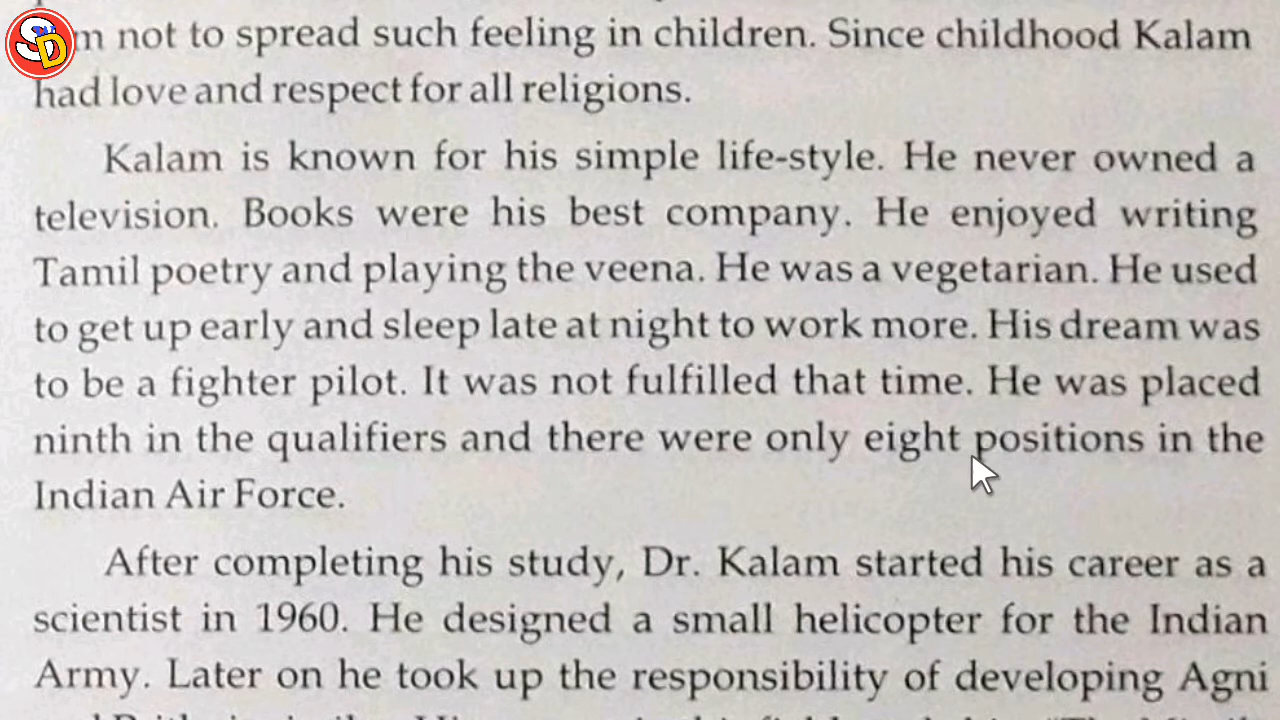 SD
not to spread such feeling in children. Since childhood Kalam
had love and respect for all religions.
Kalam is known for his simple life-style. He never owned a
television. Books were his best company. He enjoyed writing
Tamil poetry and playing the veena. He was a vegetarian. He used
to get up early and sleep late at night to work more. His dream was
to be a fighter pilot. It was not fulfilled that time. He was placed
ninth in the qualifiers and there were only eight positions in the
Indian Air Force.
After completing his study, Dr. Kalam started his career as a
scientist in 1960. He designed a small helicopter for the Indian
Army. Later on he took up the responsibility of developing Agni